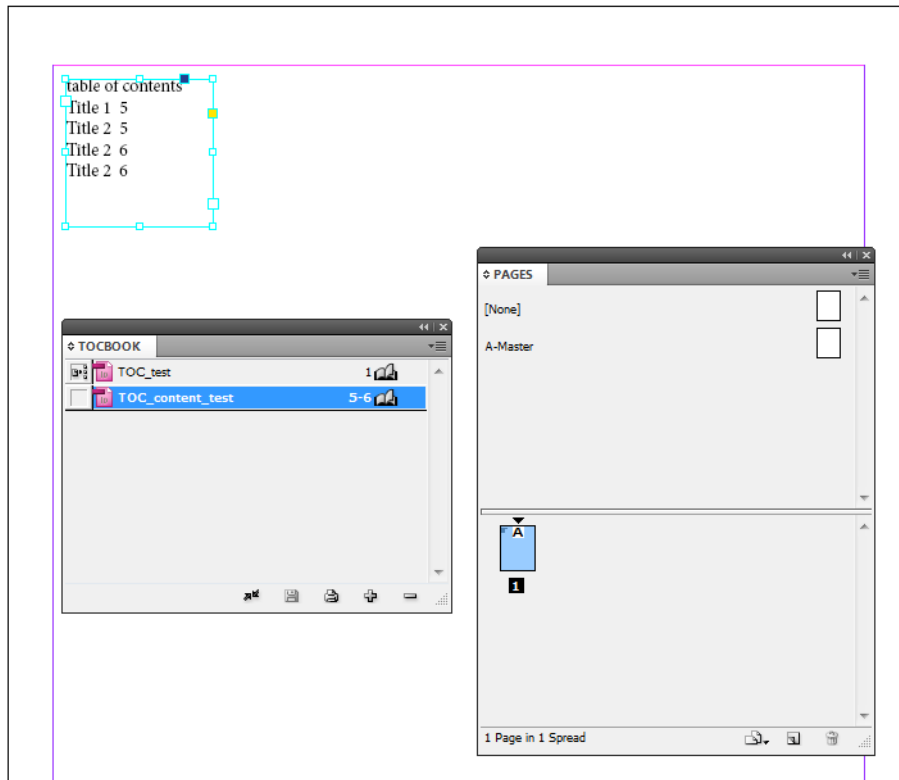 table of contents
Title 1 5
Title 2 5
Title 2 6
Title 2 6
TOCBOOK
TOC_test 1
TOC_content_test 5-6
PAGES
[None]
A-Master
A
1
1 Page in 1 Spread